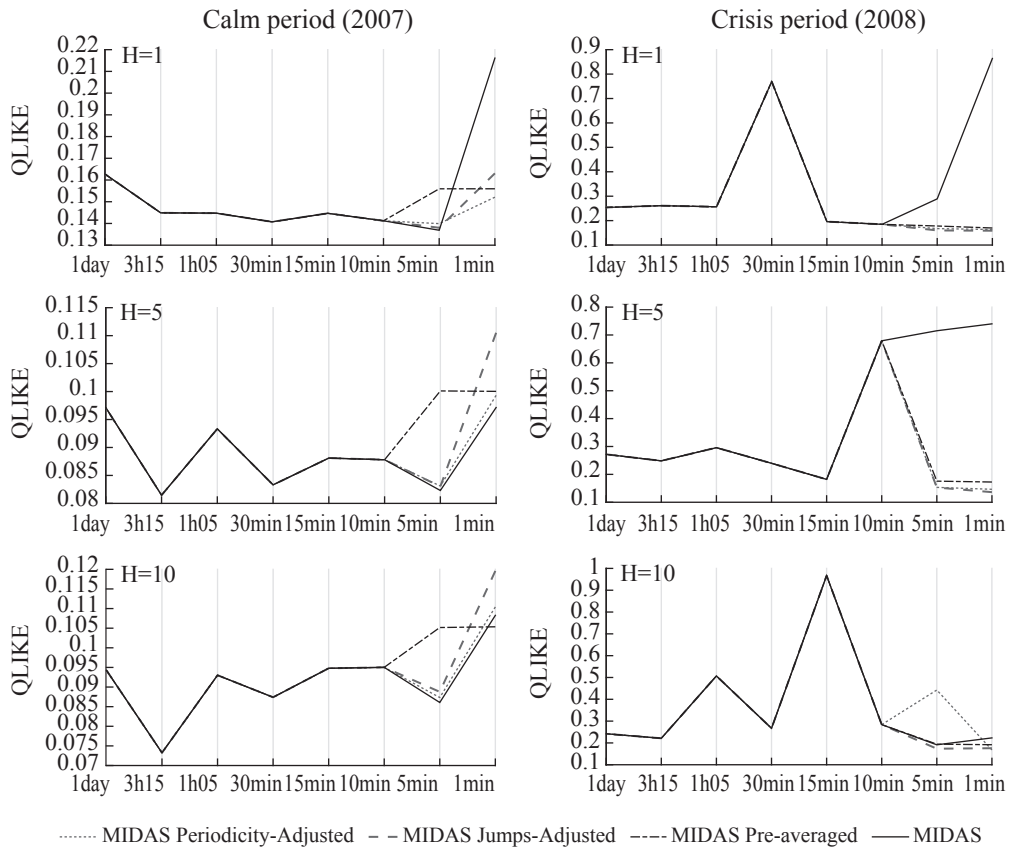 Calm period (2007)
H=1
QLIKE
0.22
0.21
0.2
0.18
0.17
0.16
0.16
0.15
0.14
0.13
1day 3h15 1h05 30min 15min 10min 5min 1min
Crisis period (2008)
H=1
QLIKE
0.9
0.8
0.7
0.6
0.5
0.4
0.3
0.2
0.1
1day 3h15 1h05 30min 15min 10min 5min 1min
H=5
QLIKE
0.115
0.11
0.105
0.1
0.095
0.09
0.085
0.08
1day 3h15 1h05 30min 15min 10min 5min 1min
H=5
QLIKE
0.8
0.7
0.6
0.5
0.4
0.3
0.2
0.1
1day 3h15 1h05 30min 15min 10min 5min 1min
H=10
QLIKE
0.12
0.11
0.11
0.105
0.1
0.095
0.09
0.085
0.08
0.075
0.07
1day 3h15 1h05 30min 15min 10min 5min 1min
H=10
QLIKE
1
0.9
0.8
0.7
0.6
0.5
0.4
0.3
0.2
0.1
1day 3h15 1h05 30min 15min 10min 5min 1min
MIDAS Periodicity-Adjusted MIDAS Jumps-Adjusted MIDAS Pre-averaged MIDAS